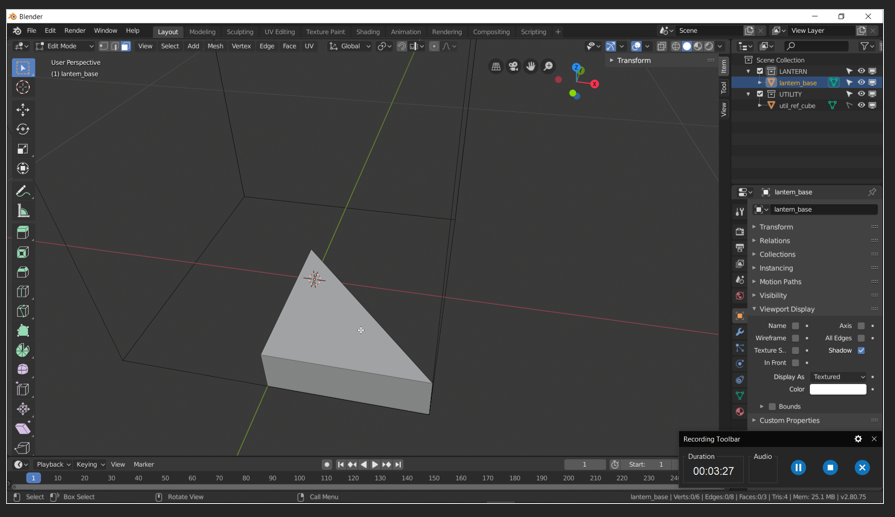 Blender
File Edit Render Window Help Layout Modeling Sculpting UV Editing Texture Paint Shading Animation Rendering Compositing Scripting + Scene View Layer
Edit Mode View Select Add Mesh Vertex Edge Face UV Global
User Perspective
(1) lantern_base
Z
X
Transform
Item
Tool
View
Scene Collection
LANTERN
lantern_base
UTILITY
util_ref_cube
lantern_base
lantern_base
Transform
Relations
Collections
Instancing
Motion Paths
Visibility
Viewport Display
Name Axis
Wireframe All Edges
Texture S.. Shadow
In Front
Display As Textured
Color
Bounds
Custom Properties
Recording Toolbar
Duration Audio
00:03:27
Playback Keying View Marker 1 Start: 1
1 10 20 30 40 50 60 70 80 90 100 110 120 130 140 150 160 170 180 190 200 210 220 230
Select Box Select Rotate View Call Menu lantern_base | Verts:0/6 | Edges:0/8 | Faces:0/3 | Tris:4 | Mem: 25.1 MB | v2.80.75